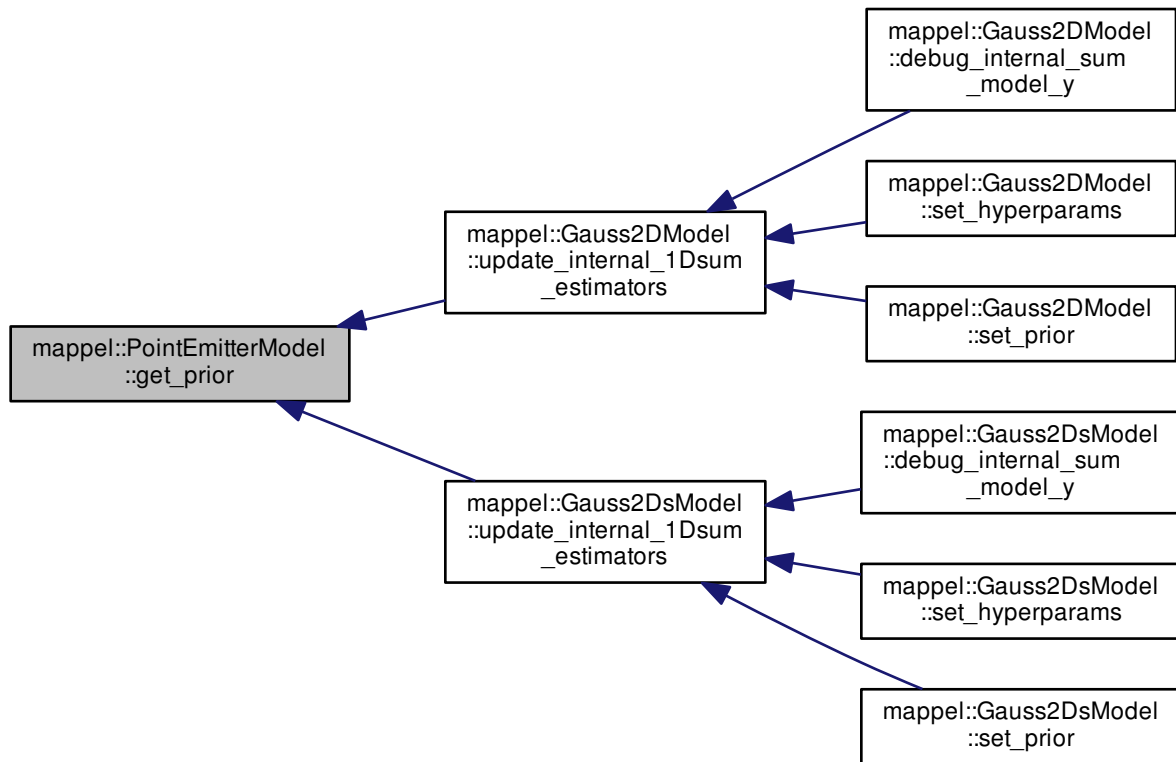 mappel::PointEmitterModel
::get_prior
mappel::Gauss2DModel
::update_internal_1Dsum
_estimators
mappel::Gauss2DsModel
::update_internal_1Dsum
_estimators
mappel::Gauss2DModel
::debug_internal_sum
_model_y
mappel::Gauss2DModel
::set_hyperparams
mappel::Gauss2DModel
::set_prior
mappel::Gauss2DsModel
::debug_internal_sum
_model_y
mappel::Gauss2DsModel
::set_hyperparams
mappel::Gauss2DsModel
::set_prior